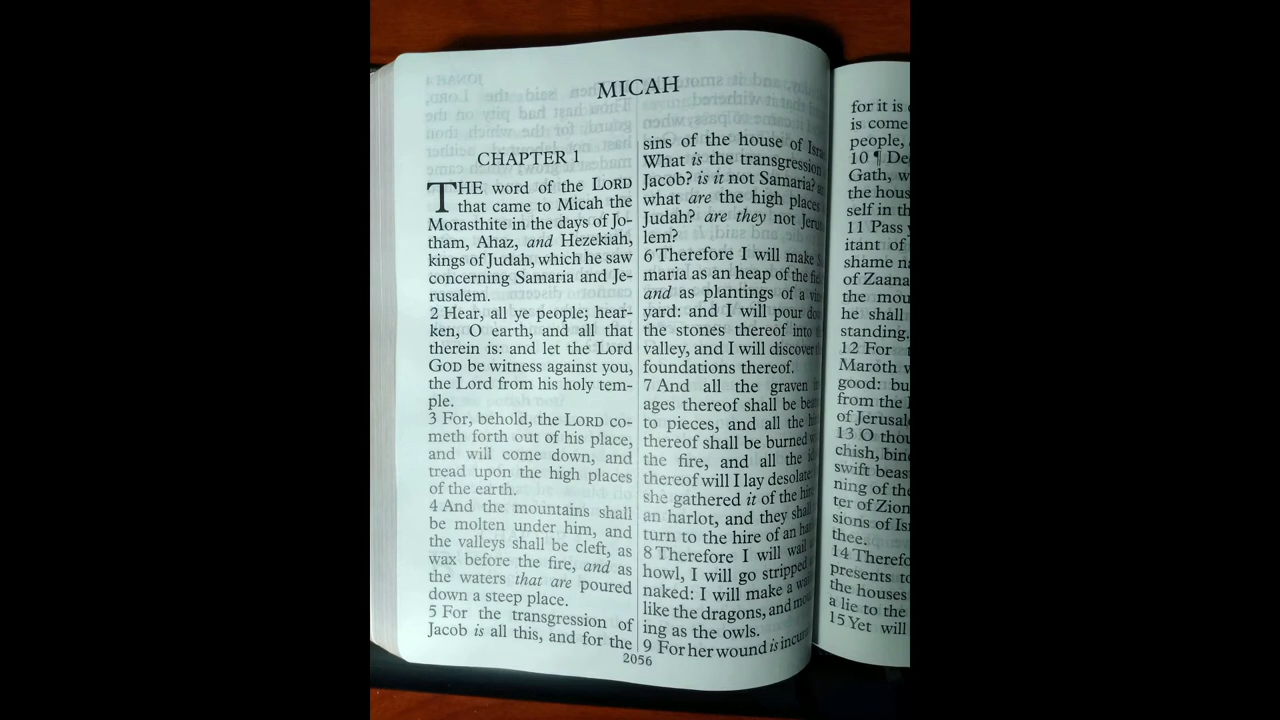 MICAH
CHAPTER 1
THE word of the LORD
that came to Micah the
Morasthite in the days of Jo-
tham, Ahaz, and Hezekiah,
kings of Judah, which he saw
concerning Samaria and Je-
rusalem.
2 Hear, all ye people; hear-
ken, O earth, and all that
therein is: and let the Lord
GOD be witness against you,
the Lord from his holy tem-
ple.
3 For, behold, the LORD co-
meth forth out of his place,
and will come down, and
tread upon the high places
of the earth.
4 And the mountains shall
be molten under him, and
the valleys shall be cleft, as
wax before the fire, and as
the waters that are poured
down a steep place.
5 For the transgression of
Jacob is all this, and for the
sins of the house of
What is the transgression
Jacob? is it not Samaria?
what are the high places
Judah? are they not
lem?
6 Therefore I will make
maria as an heap of the
and as plantings of a
yard: and I will pour
the stones thereof into
valley, and I will discover
foundations thereof.
7 And all the graven
ages thereof shall be
to pieces, and all the
thereof shall be burned
the fire, and all the
thereof will I lay desolate:
she gathered it of the
an harlot, and they shall
turn to the hire of an
8 Therefore I will wail
howl, I will go stripped
naked: I will make a
like the dragons, and
ing as the owls.
9 For her wound is
2056
for it is
is come
people,
10 ¶
Gath,
the
self in
11 Pass
itant of
shame
of
the
he shall
standing.
12 For
Maroth
good:
from the
of
13 O
chish,
swift
ning of the
ter of Zion
sions of
thee.
14
presents
the houses
a lie to the
15 Yet will